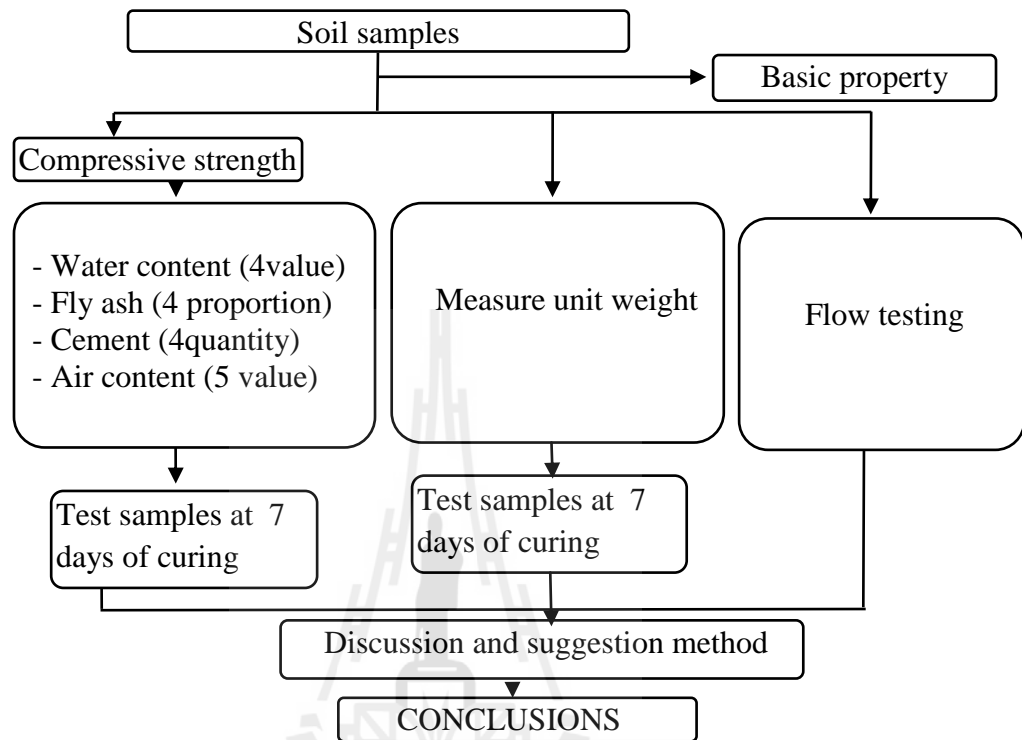 Soil samples
Basic property
Compressive strength
- Water content (4value)
- Fly ash (4 proportion)
- Cement (4quantity)
- Air content (5 value)
Measure unit weight
Flow testing
Test samples at 7
days of curing
Test samples at 7
days of curing
Discussion and suggestion method
CONCLUSIONS